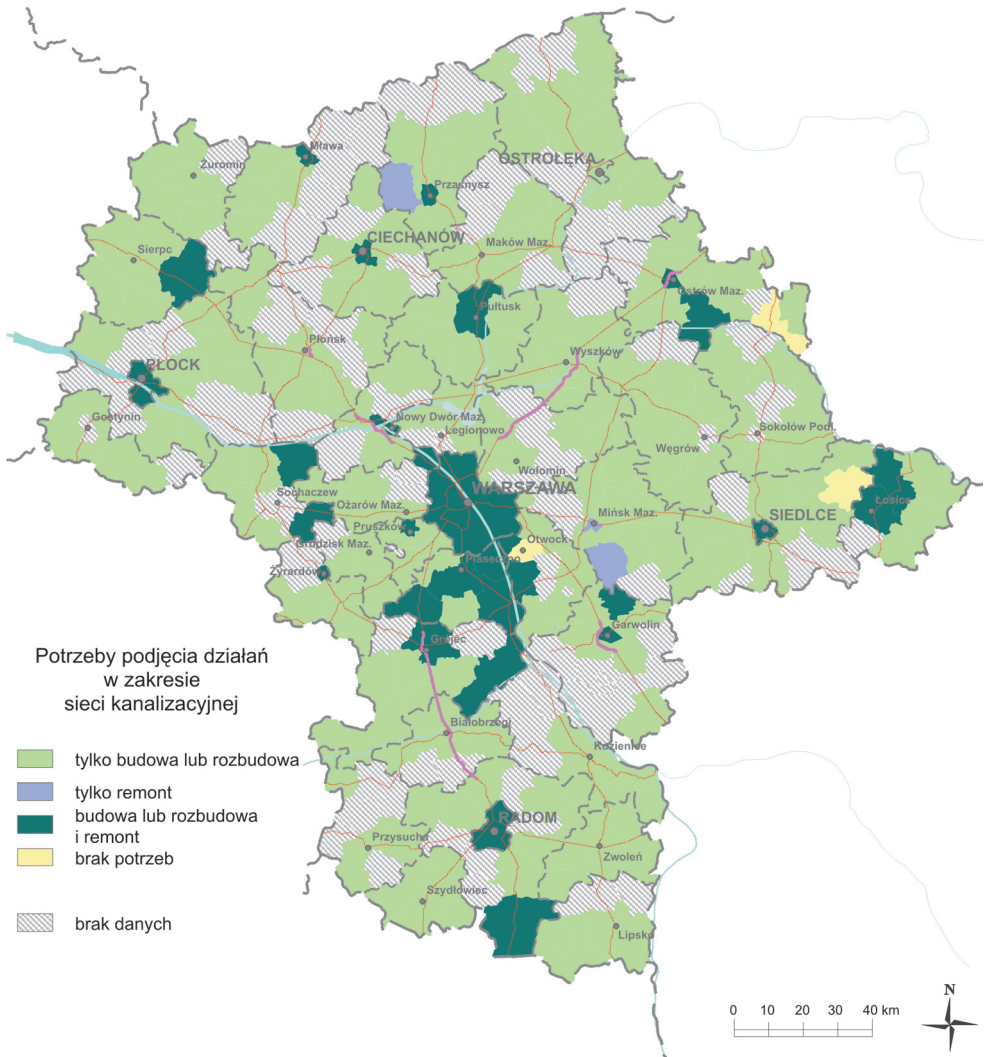 Mława
Żuromin
OSTROŁĘKA
Przasnysz
CIECHANÓW
Maków Maz.
Sierpc
Ostrów Maz.
Pułtusk
Płońsk
Wyszków
PŁOCK
Gostynin
Nowy Dwór Maz.
Legionowo
Sokołów Podl.
Węgrów
Wołomin
WARSZAWA
Sochaczew
Ożarów Maz.
Łosice
SIEDLCE
Mińsk Maz.
Pruszków
Grodzisk Maz.
Otwock
Piaseczno
Żyrardów
Garwolin
Grójec
Potrzeby podjęcia działań
w zakresie
sieci kanalizacyjnej
Białobrzegi
Kozienice
tylko budowa lub rozbudowa
tylko remont
budowa lub rozbudowa
i remont
brak potrzeb
brak danych
RADOM
Przysucha
Zwoleń
Szydłowiec
Lipsko
N
0 10 20 30 40 km